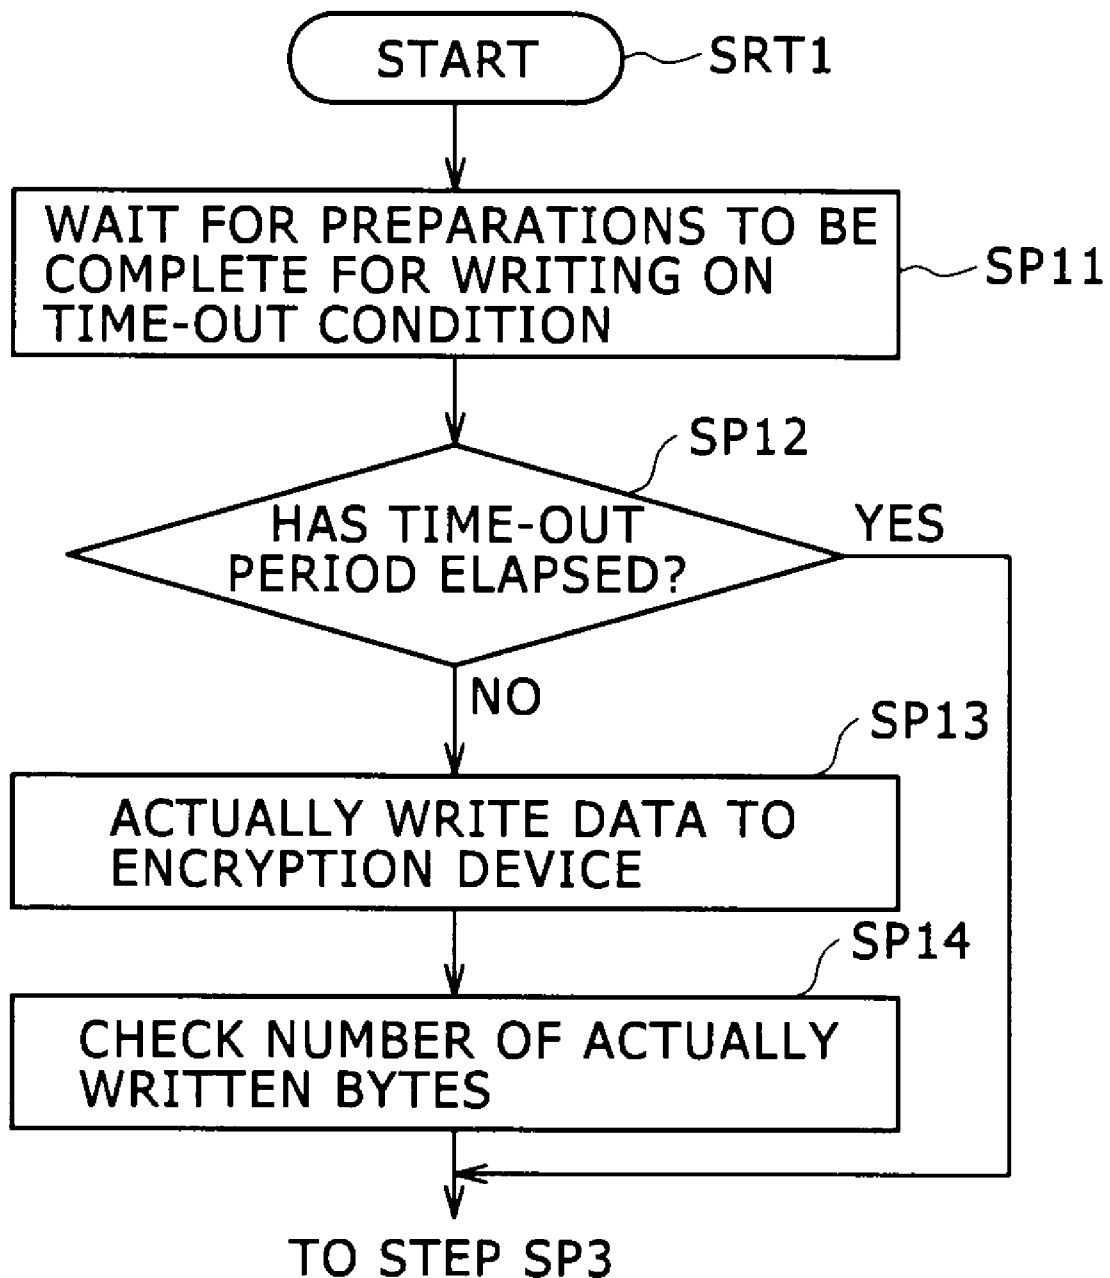 START
SRT1
WAIT FOR PREPARATIONS TO BE
COMPLETE FOR WRITING ON
TIME-OUT CONDITION
SP11
SP12
HAS TIME-OUT
PERIOD ELAPSED?
YES
NO
SP13
ACTUALLY WRITE DATA TO
ENCRYPTION DEVICE
SP14
CHECK NUMBER OF ACTUALLY
WRITTEN BYTES
TO STEP SP3